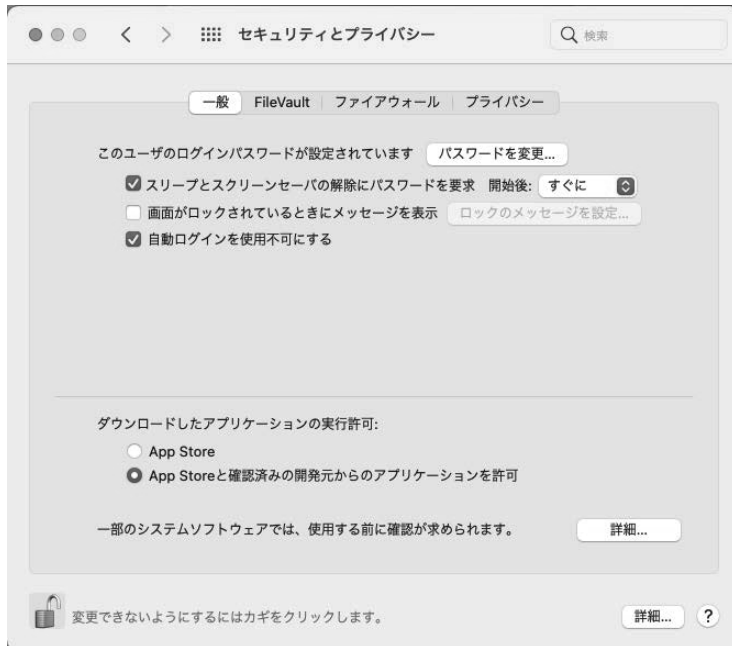 セキュリティとプライバシー
検索
一般 FileVault ファイアウォール プライバシー
このユーザのログインパスワードが設定されています パスワードを変更...
スリープとスクリーンセーバの解除にパスワードを要求 開始後: すぐに
画面がロックされているときにメッセージを表示 ロックのメッセージを設定...
自動ログインを使用不可にする
ダウンロードしたアプリケーションの実行許可:
App Store
App Storeと確認済みの開発元からのアプリケーションを許可
一部のシステムソフトウェアでは、使用する前に確認が求められます。 詳細...
変更できないようにするにはカギをクリックします。 詳細... ?